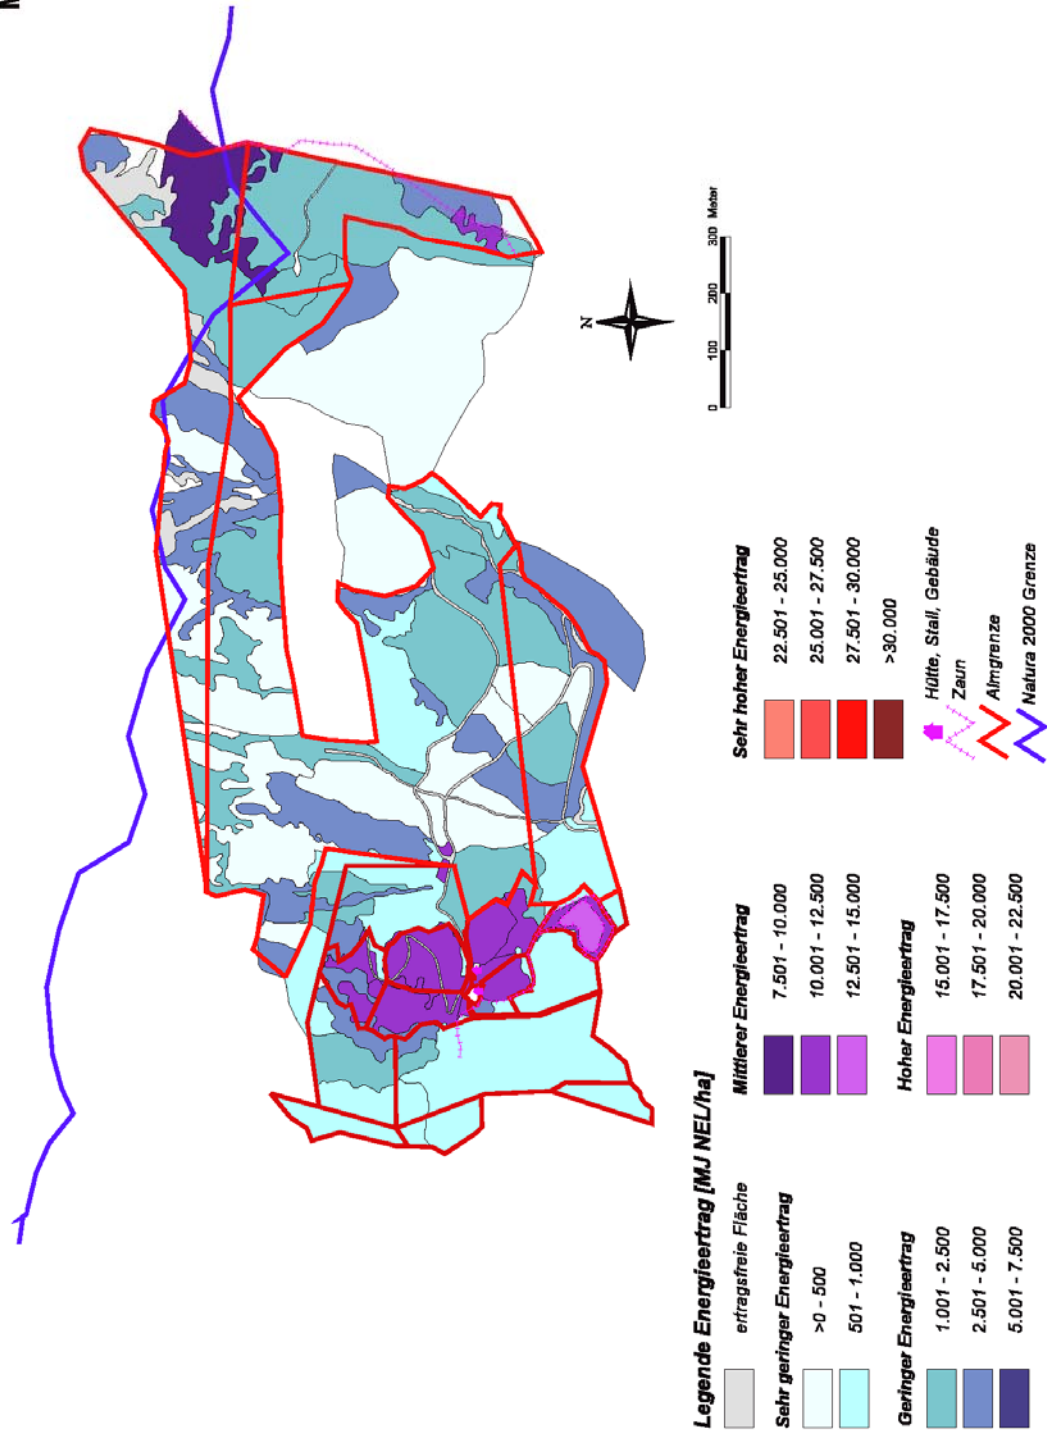 N
0 100 200 300 Meter
Legende Energieertrag [MJ NEL/ha]
ertragsfreie Fläche
Sehr geringer Energieertrag
>0 - 500
501 - 1.000
Geringer Energieertrag
1.001 - 2.500
2.501 - 5.000
5.001 - 7.500
Mittlerer Energieertrag
7.501 - 10.000
10.001 - 12.500
12.501 - 15.000
Hoher Energieertrag
15.001 - 17.500
17.501 - 20.000
20.001 - 22.500
Sehr hoher Energieertrag
22.501 - 25.000
25.001 - 27.500
27.501 - 30.000
>30.000
Hütte, Stall, Gebäude
Zaun
Almgrenze
Natura 2000 Grenze